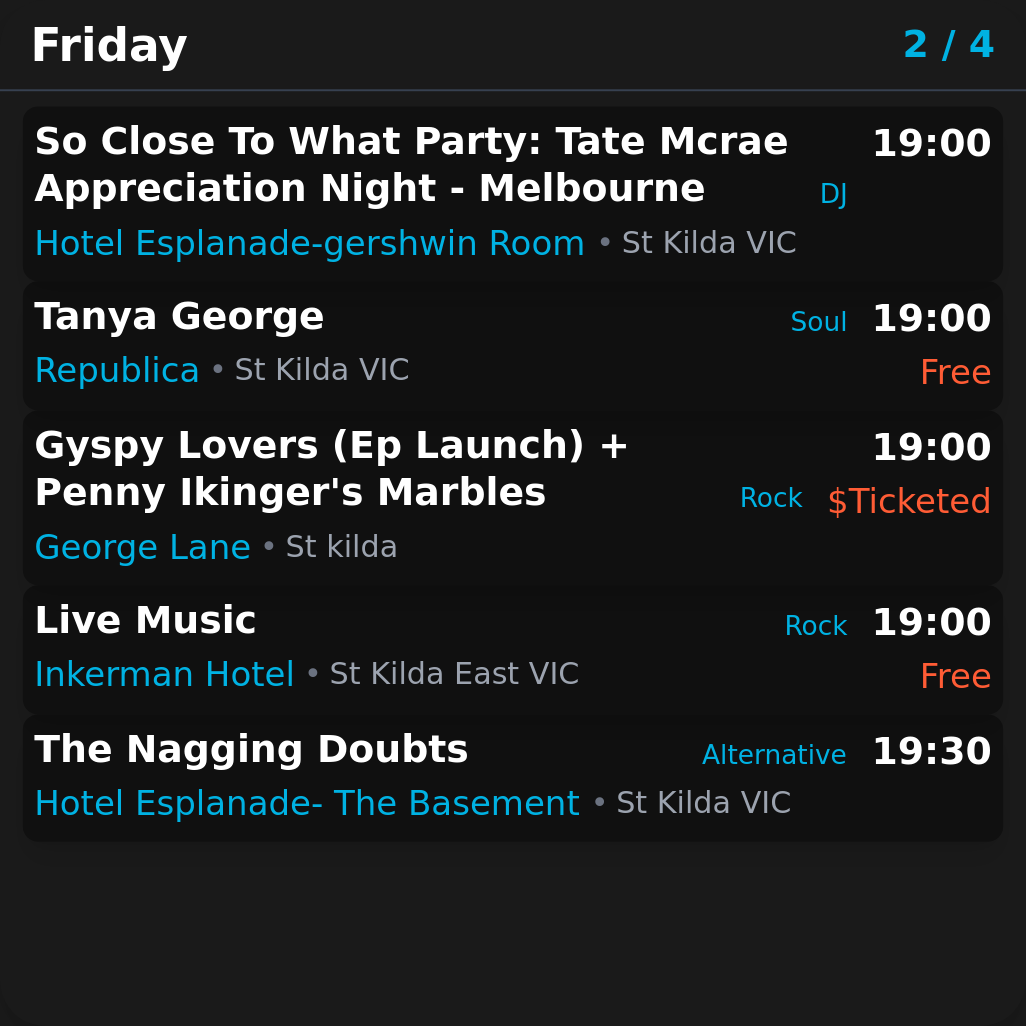 Friday 2 / 4
So Close To What Party: Tate Mcrae 19:00
Appreciation Night - Melbourne DJ
Hotel Esplanade-gershwin Room • St Kilda VIC
Tanya George Soul 19:00
Republica • St Kilda VIC Free
Gyspy Lovers (Ep Launch) + 19:00
Penny Ikinger's Marbles Rock $Ticketed
George Lane • St kilda
Live Music Rock 19:00
Inkerman Hotel • St Kilda East VIC Free
The Nagging Doubts Alternative 19:30
Hotel Esplanade- The Basement • St Kilda VIC